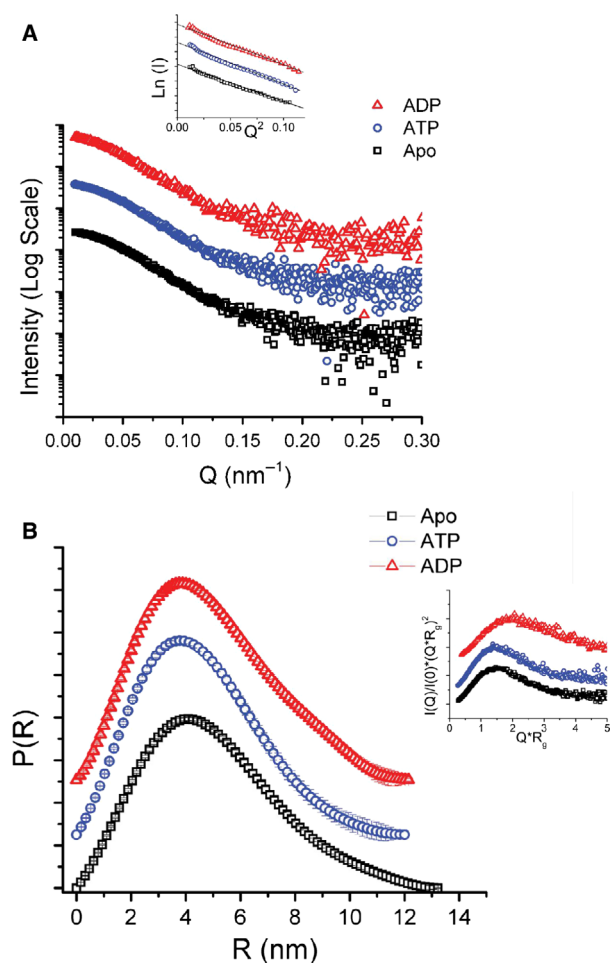 A
Ln (I)
0.00 0.05 0.10
Q²
ADP
ATP
Apo
Intensity (Log Scale)
0.00 0.05 0.10 0.15 0.20 0.25 0.30
Q (nm⁻¹)
B
Apo
ATP
ADP
P(R)
0 2 4 6 8 10 12 14
R (nm)
I(Q)/I(0)*(Q*Rg)²
0 1 2 3 4 5
Q*Rg